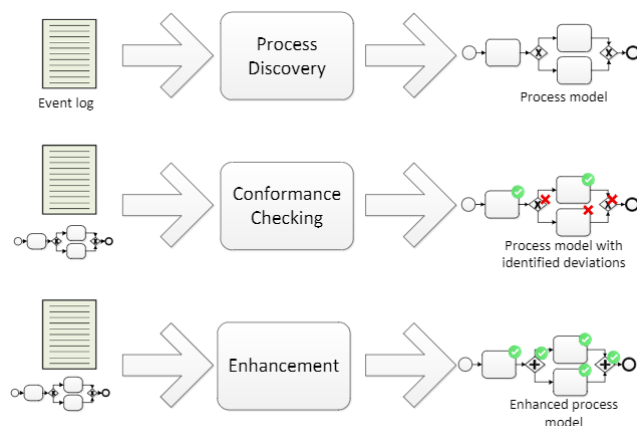 Process
Discovery
Event log
Process model
Conformance
Checking
Process model with
identified deviations
Enhancement
Enhanced process
model